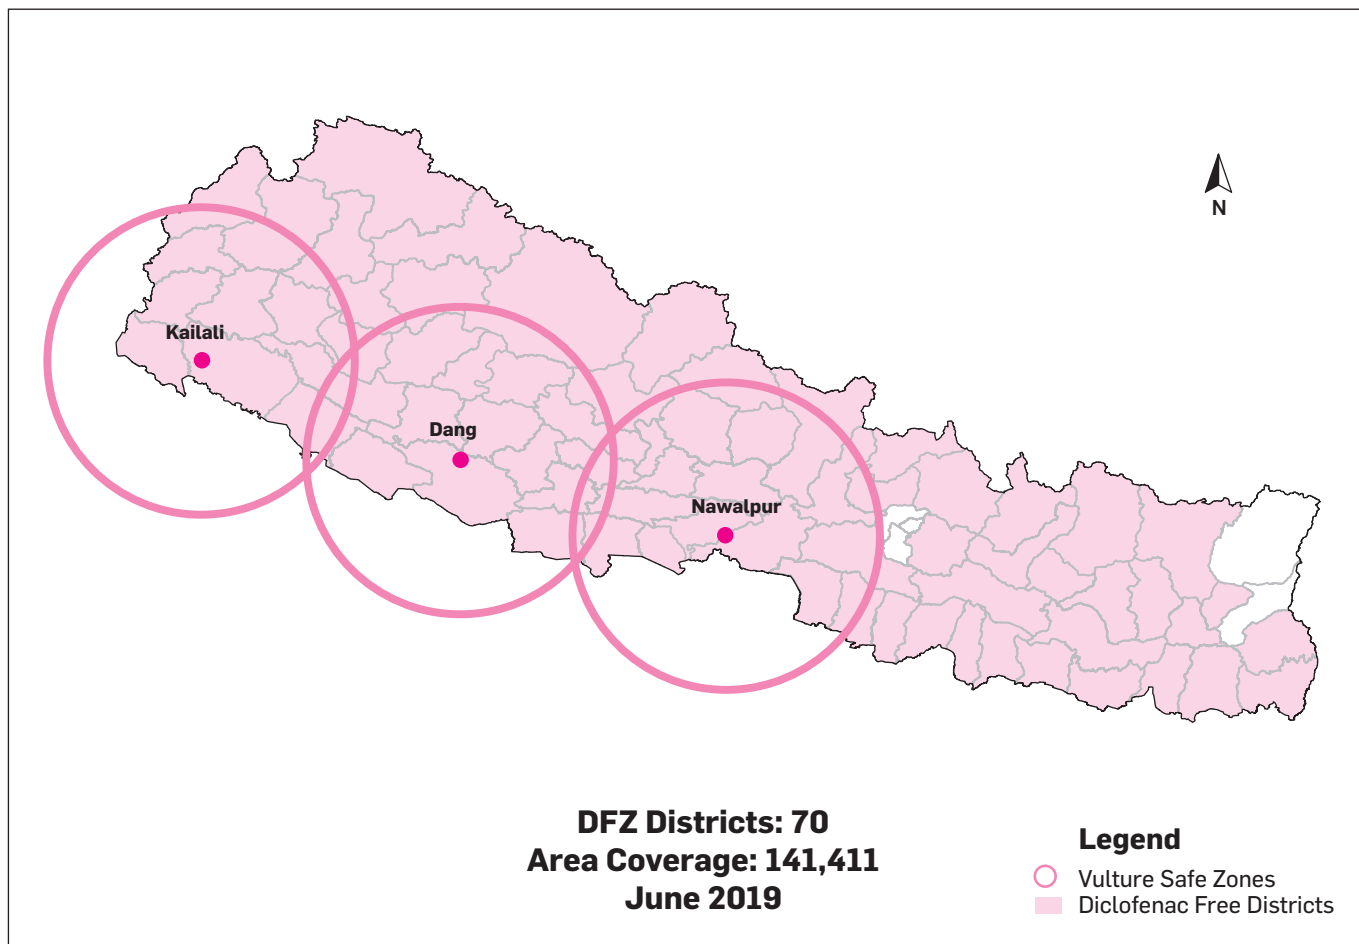 N
Kailali
Dang
Nawalpur
DFZ Districts: 70
Area Coverage: 141,411
June 2019
Legend
Vulture Safe Zones
Diclofenac Free Districts